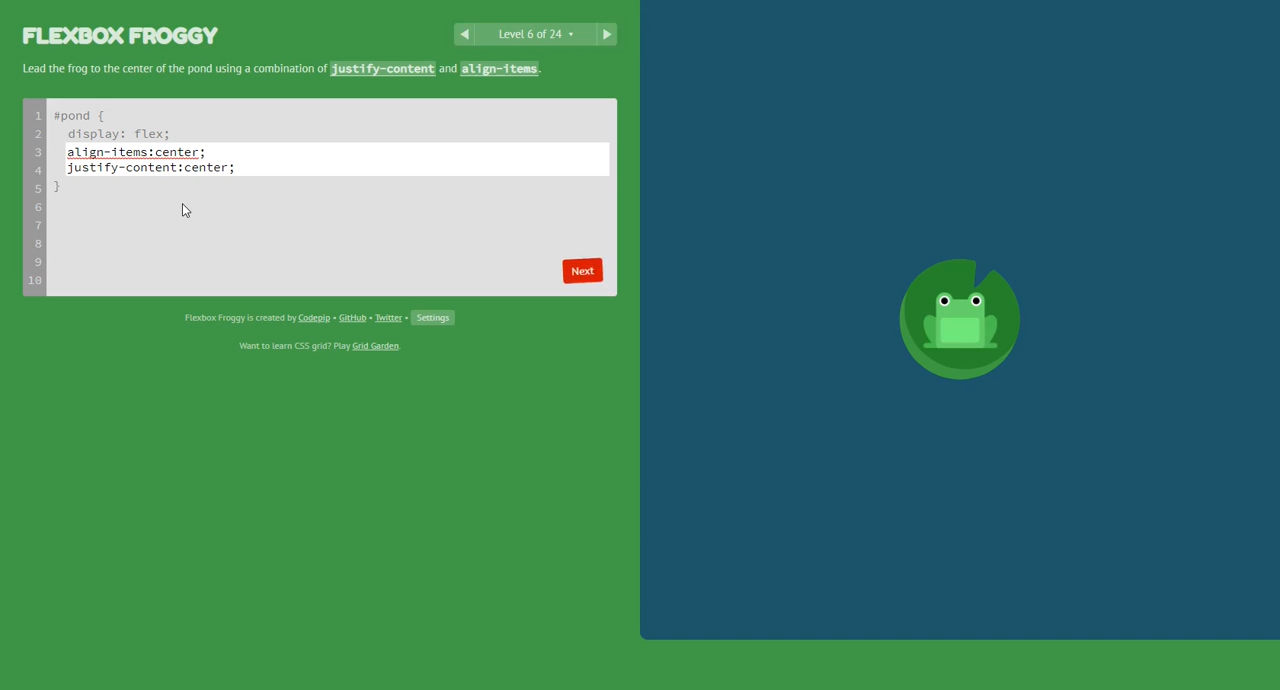 FLEXBOX FROGGY
Level 6 of 24
Lead the frog to the center of the pond using a combination of justify-content and align-items.
1 #pond {
2 display: flex;
3 align-items:center;
4 justify-content:center;
5 }
6
7
8
9
10
Next
Flexbox Froggy is created by Codepip • GitHub • Twitter • Settings
Want to learn CSS grid? Play Grid Garden.